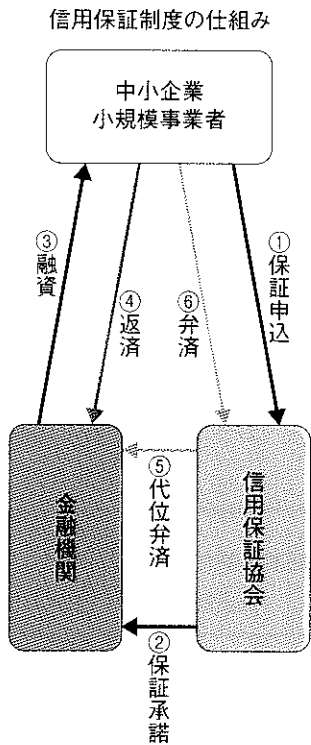 信用保証制度の仕組み
中小企業
小規模事業者
③融資
④返済
⑥弁済
①保証申込
金融機関
⑤代位弁済
信用保証協会
②保証承諾